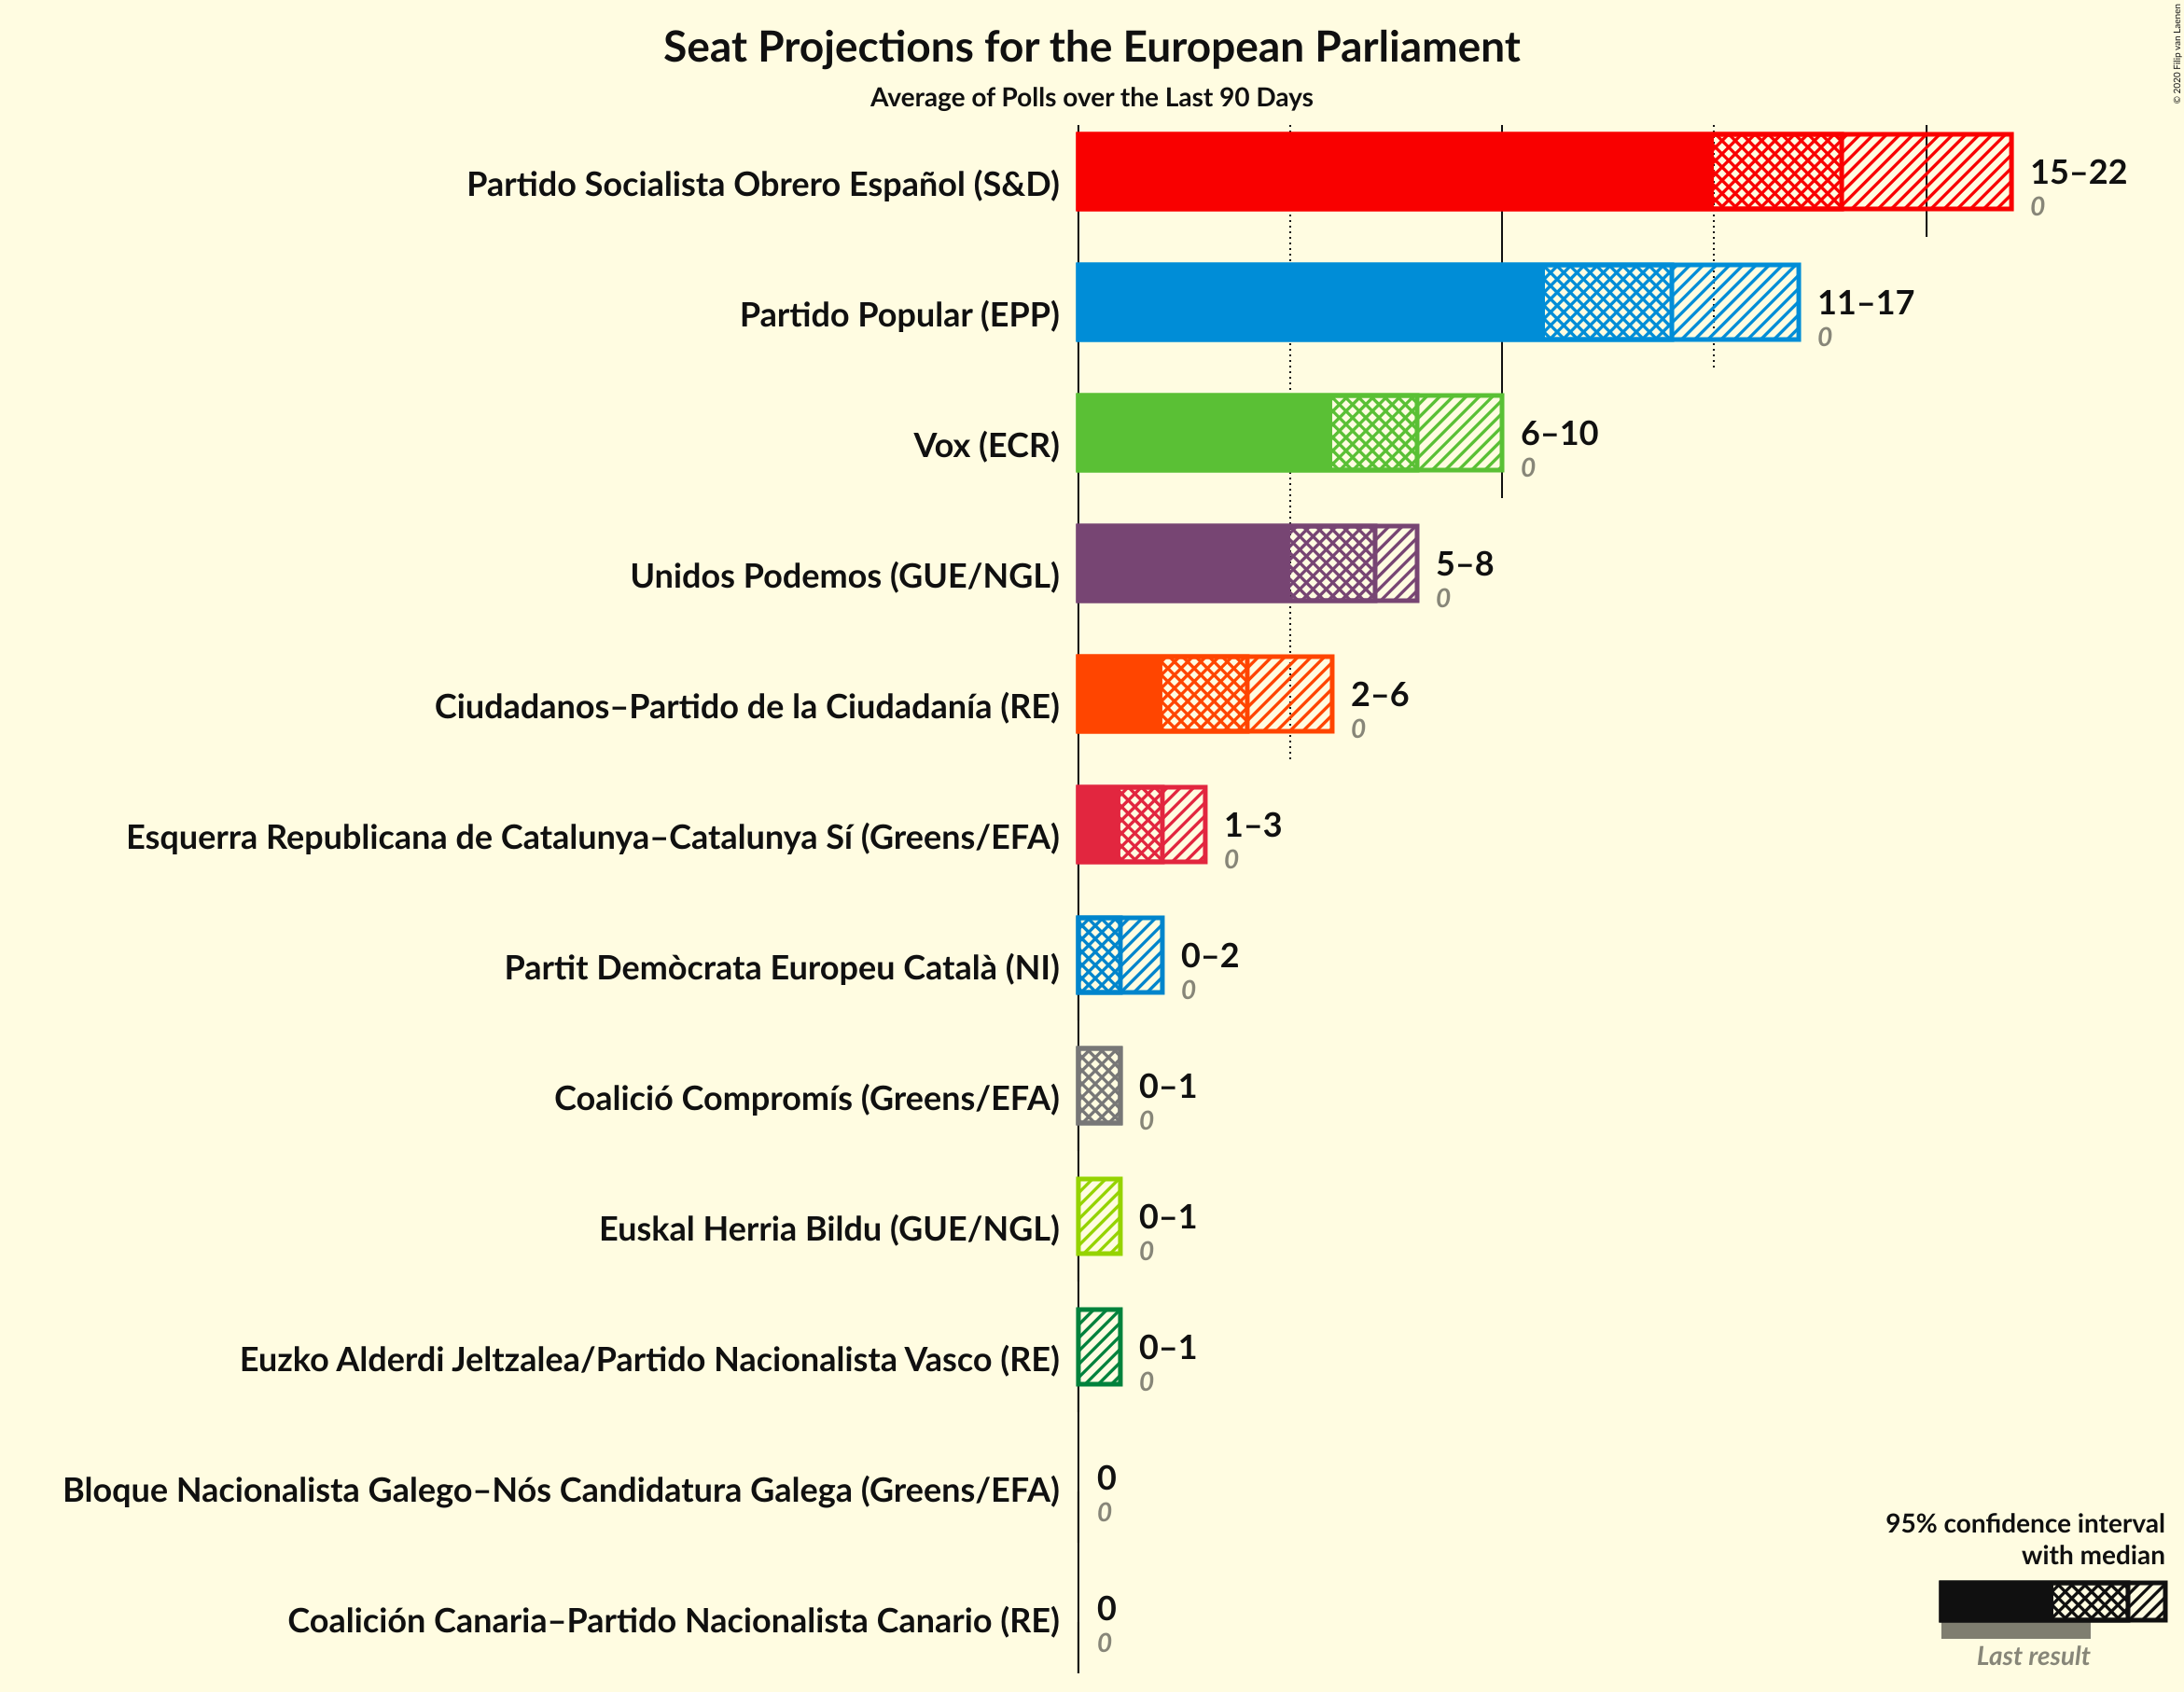 Seat Projections for the European Parliament
Average of Polls over the Last 90 Days
© 2020 Filip van Laenen
Partido Socialista Obrero Español (S&D)
15–22
0
Partido Popular (EPP)
11–17
0
Vox (ECR)
6–10
0
Unidos Podemos (GUE/NGL)
5–8
0
Ciudadanos–Partido de la Ciudadanía (RE)
2–6
0
Esquerra Republicana de Catalunya–Catalunya Sí (Greens/EFA)
1–3
0
Partit Demòcrata Europeu Català (NI)
0–2
0
Coalició Compromís (Greens/EFA)
0–1
0
Euskal Herria Bildu (GUE/NGL)
0–1
0
Euzko Alderdi Jeltzalea/Partido Nacionalista Vasco (RE)
0–1
0
Bloque Nacionalista Galego–Nós Candidatura Galega (Greens/EFA)
0
0
Coalición Canaria–Partido Nacionalista Canario (RE)
0
0
95% confidence interval
with median
Last result